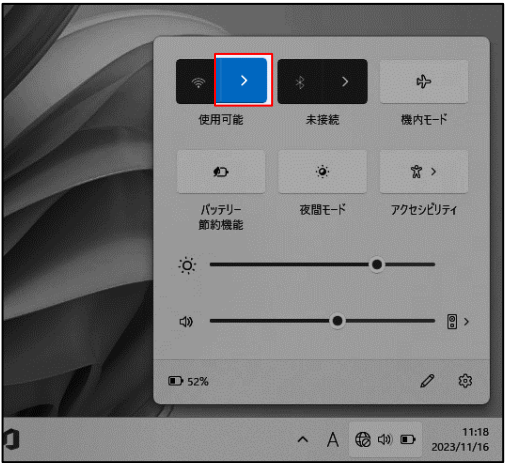 使用可能
未接続
機内モード
バッテリー
節約機能
夜間モード
アクセシビリティ
52%
A
11:18
2023/11/16